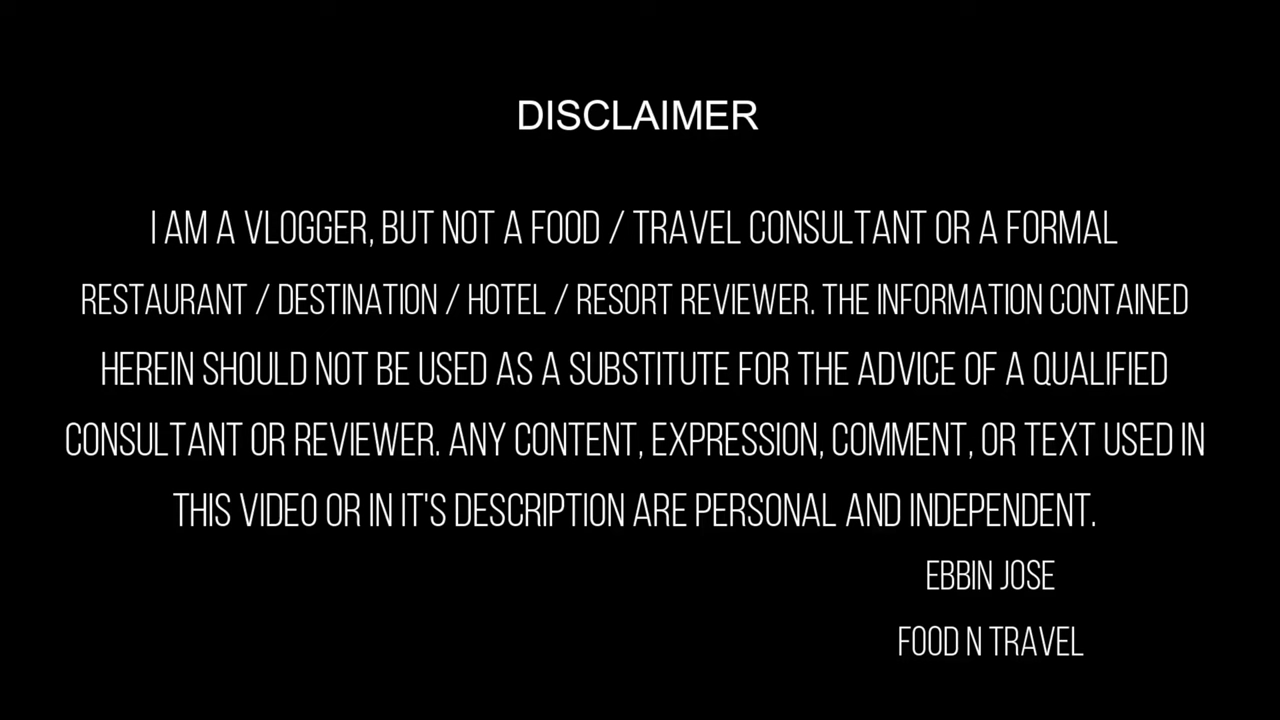 DISCLAIMER
I AM A VLOGGER, BUT NOT A FOOD / TRAVEL CONSULTANT OR A FORMAL
RESTAURANT / DESTINATION / HOTEL / RESORT REVIEWER. THE INFORMATION CONTAINED
HEREIN SHOULD NOT BE USED AS A SUBSTITUTE FOR THE ADVICE OF A QUALIFIED
CONSULTANT OR REVIEWER. ANY CONTENT, EXPRESSION, COMMENT, OR TEXT USED IN
THIS VIDEO OR IN IT'S DESCRIPTION ARE PERSONAL AND INDEPENDENT.
EBBIN JOSE
FOOD N TRAVEL